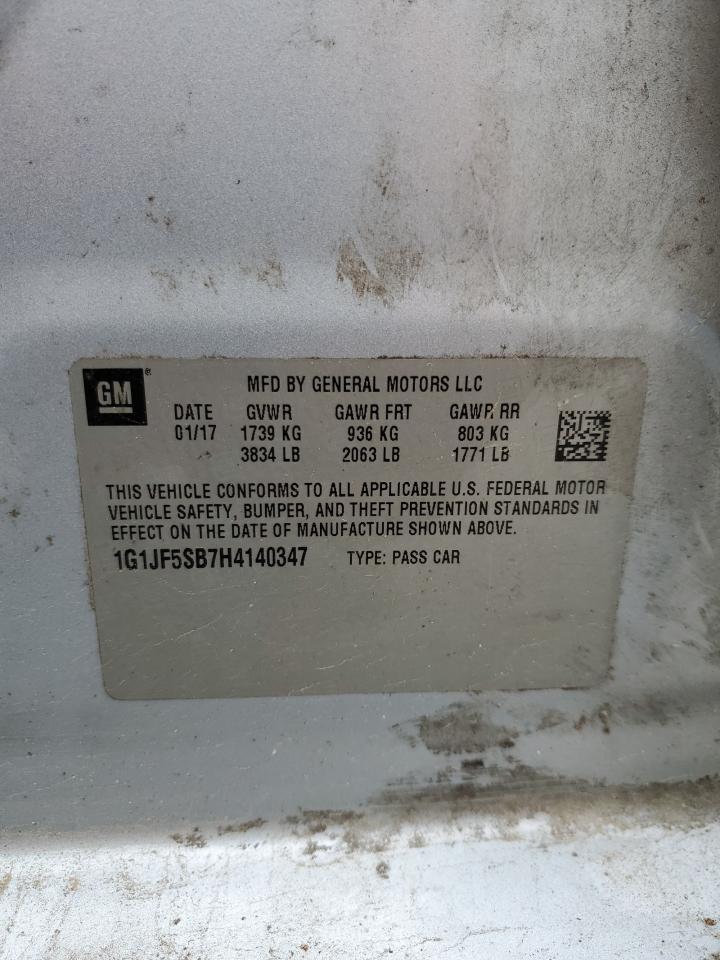 GM ®
MFD BY GENERAL MOTORS LLC
DATE GVWR GAWR FRT GAWR RR
01/17 1739 KG 936 KG 803 KG
3834 LB 2063 LB 1771 LB
THIS VEHICLE CONFORMS TO ALL APPLICABLE U.S. FEDERAL MOTOR
VEHICLE SAFETY, BUMPER, AND THEFT PREVENTION STANDARDS IN
EFFECT ON THE DATE OF MANUFACTURE SHOWN ABOVE.
1G1JF5SB7H4140347 TYPE: PASS CAR